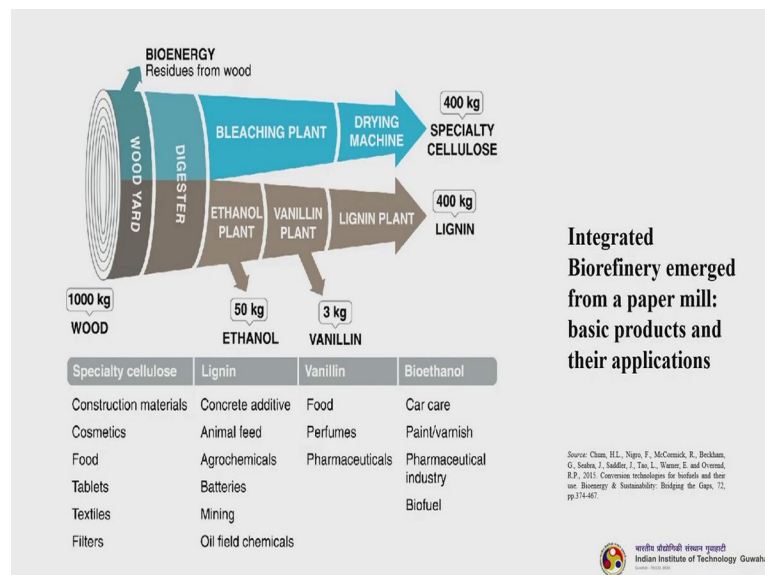 BIOENERGY
Residues from wood
WOOD YARD
DIGESTER
BLEACHING PLANT
DRYING
MACHINE
400 kg
SPECIALTY
CELLULOSE
ETHANOL
PLANT
VANILLIN
PLANT
LIGNIN PLANT
400 kg
LIGNIN
1000 kg
WOOD
50 kg
ETHANOL
3 kg
VANILLIN
Integrated
Biorefinery emerged
from a paper mill:
basic products and
their applications
Specialty cellulose Lignin Vanillin Bioethanol
Construction materials Concrete additive Food Car care
Cosmetics Animal feed Perfumes Paint/varnish
Food Agrochemicals Pharmaceuticals Pharmaceutical
industry
Tablets Batteries
Biofuel
Textiles Mining
Filters Oil field chemicals
Source: Chum, H.L., Nigro, F., McCormick, R., Beckham,
G., Seabra, J., Saddler, J., Tao, L., Warner, E. and Overend,
R.P., 2015. Conversion technologies for biofuels and their
use. Bioenergy & Sustainability: Bridging the Gaps, 72,
pp.374-467.
भारतीय प्रौद्योगिकी संस्थान गुवाहाटी
Indian Institute of Technology Guwah